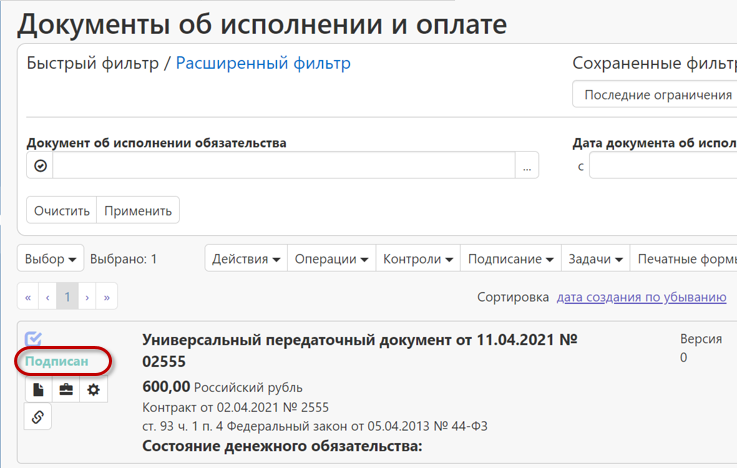 Документы об исполнении и оплате
Быстрый фильтр / Расширенный фильтр
Сохраненные фильтр
Последние ограничения
Документ об исполнении обязательства
Дата документа об испол
...
с
Очистить Применить
Выбор Выбрано: 1 Действия Операции Контроли Подписание Задачи Печатные формы
« ‹ 1 › »
Сортировка дата создания по убыванию
Подписан
Универсальный передаточный документ от 11.04.2021 №
02555
600,00 Российский рубль
Контракт от 02.04.2021 № 2555
ст. 93 ч. 1 п. 4 Федеральный закон от 05.04.2013 № 44-ФЗ
Состояние денежного обязательства:
Версия
0